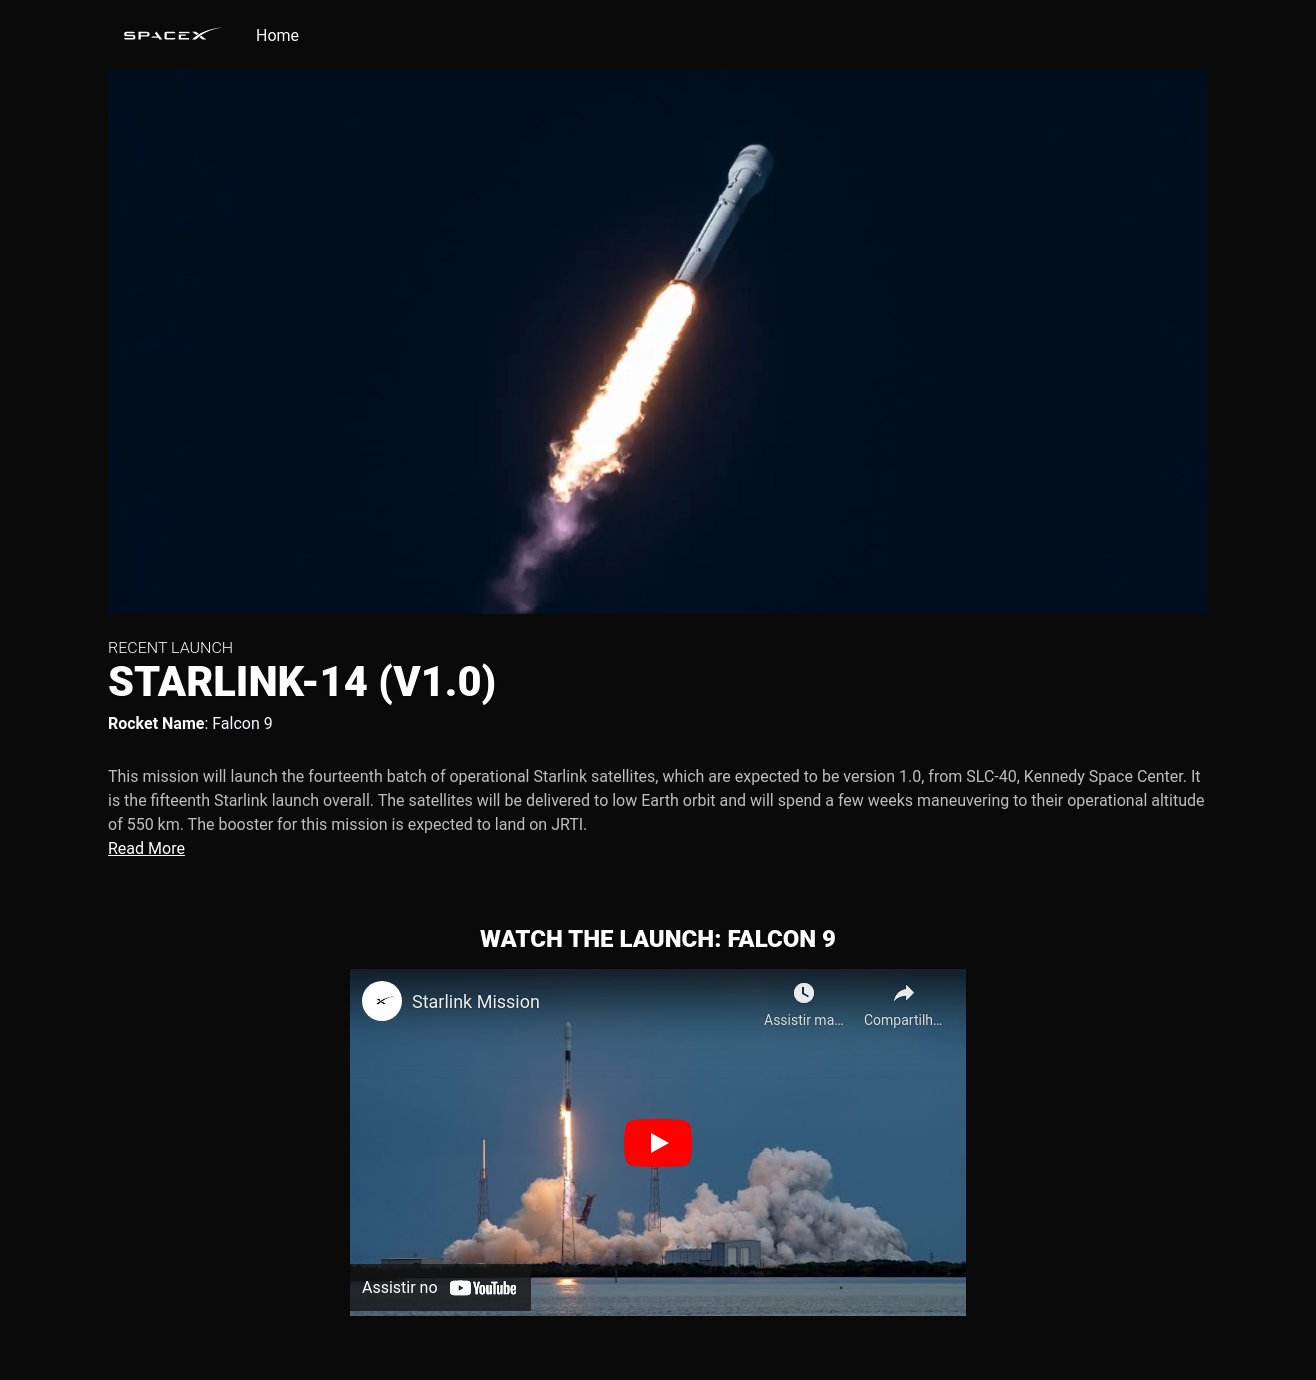 SPACEX Home
RECENT LAUNCH
STARLINK-14 (V1.0)
Rocket Name: Falcon 9
This mission will launch the fourteenth batch of operational Starlink satellites, which are expected to be version 1.0, from SLC-40, Kennedy Space Center. It
is the fifteenth Starlink launch overall. The satellites will be delivered to low Earth orbit and will spend a few weeks maneuvering to their operational altitude
of 550 km. The booster for this mission is expected to land on JRTI.
Read More
WATCH THE LAUNCH: FALCON 9
Starlink Mission
Assistir ma... Compartilh...
Assistir no YouTube